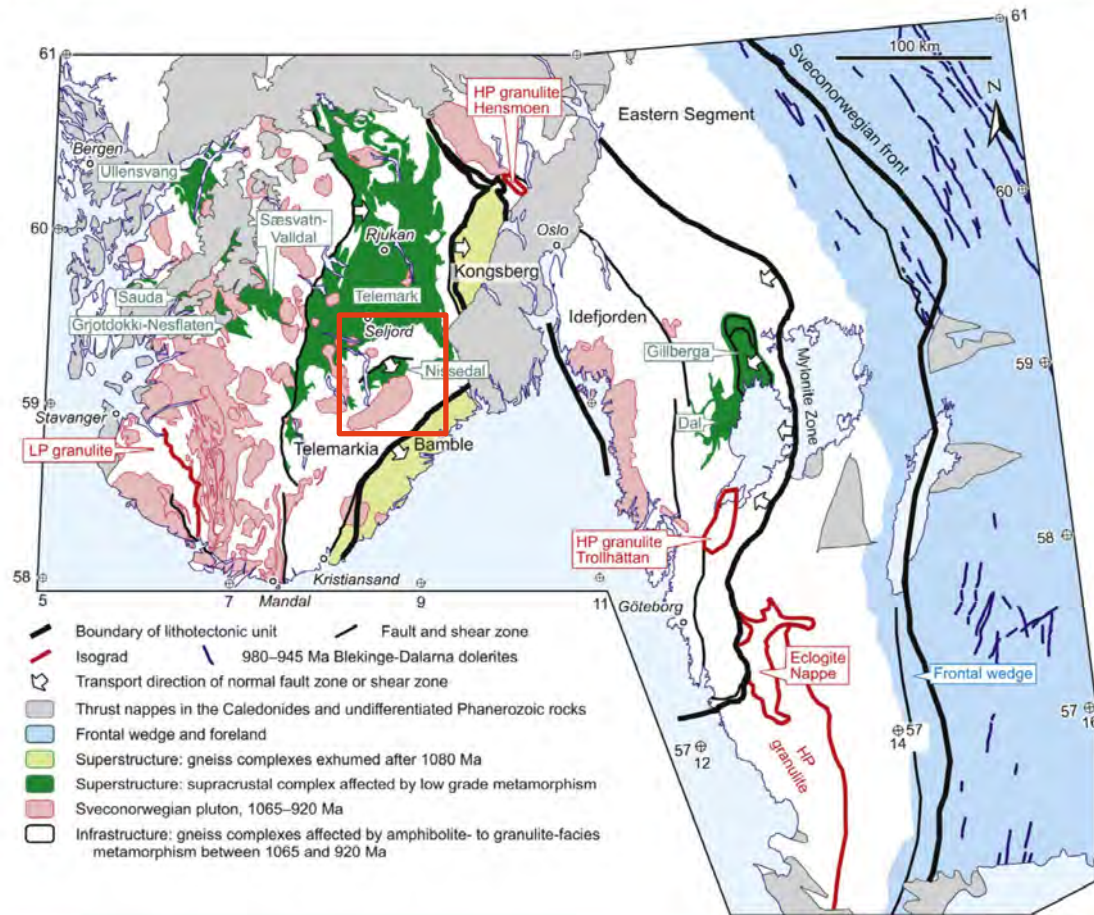 61
61
100 km
N
HP granulite
Hensmoen
Eastern Segment
Sveconorwegian front
Bergen
Ullensvang
60
60
Sæsvatn-
Valldal
Rjukan
Oslo
Kongsberg
Sauda
Telemark
Grjotdokki-Nesflaten
Seljord
Idefjorden
Gillberga
Mylonite Zone
Nissedal
59
59
Stavanger
Dal
LP granulite
Telemarkia
Bamble
HP granulite
Trollhättan
58
58
Kristiansand
5
7
Mandal
9
11
Göteborg
Boundary of lithotectonic unit
Fault and shear zone
Isograd
980–945 Ma Blekinge-Dalarna dolerites
Transport direction of normal fault zone or shear zone
Thrust nappes in the Caledonides and undifferentiated Phanerozoic rocks
Frontal wedge and foreland
Superstructure: gneiss complexes exhumed after 1080 Ma
Superstructure: supracrustal complex affected by low grade metamorphism
Sveconorwegian pluton, 1065–920 Ma
Infrastructure: gneiss complexes affected by amphibolite- to granulite-facies
metamorphism between 1065 and 920 Ma
Eclogite
Nappe
Frontal wedge
HP
granulite
57
12
57
14
57
16